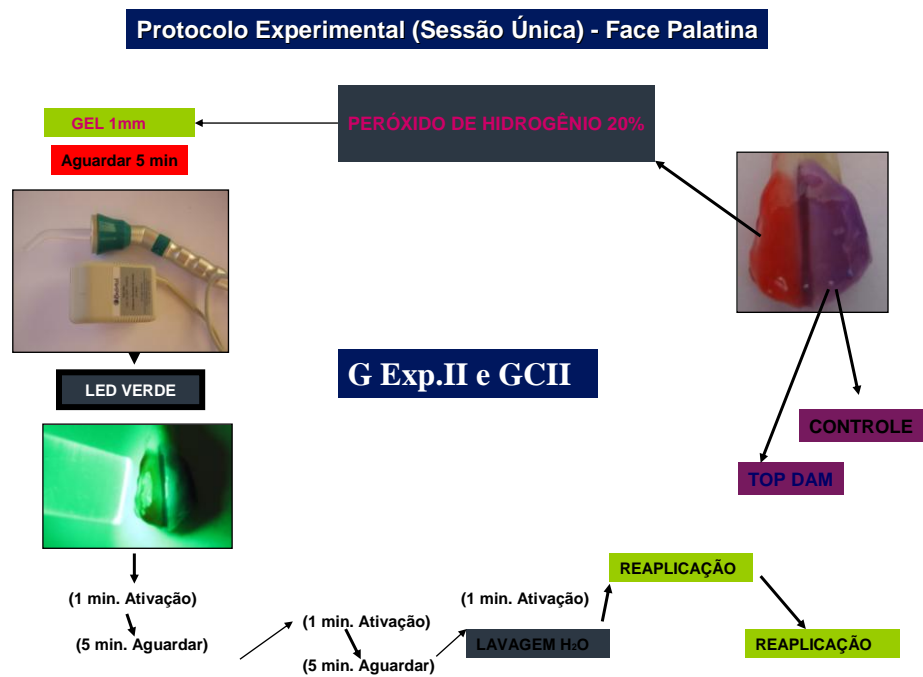 Protocolo Experimental (Sessão Única) - Face Palatina
PERÓXIDO DE HIDROGÊNIO 20%
GEL 1mm
Aguardar 5 min
LED VERDE
G Exp.II e GCII
CONTROLE
TOP DAM
(1 min. Ativação)
(5 min. Aguardar)
(1 min. Ativação)
(5 min. Aguardar)
(1 min. Ativação)
LAVAGEM H₂O
REAPLICAÇÃO
REAPLICAÇÃO